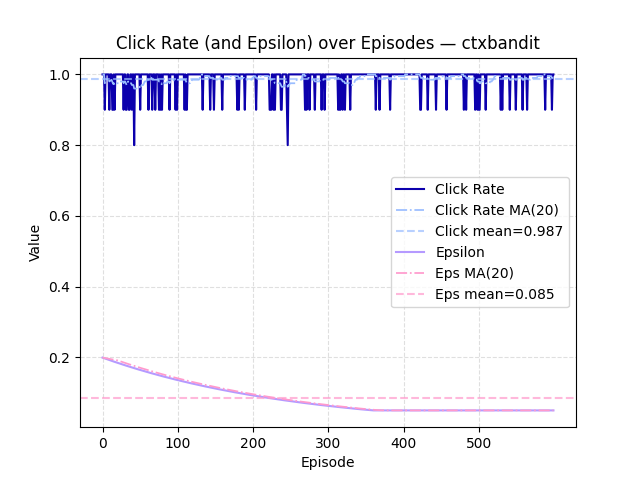 Click Rate (and Epsilon) over Episodes — ctxbandit
1.0
0.8
0.6
0.4
0.2
Value
Click Rate
Click Rate MA(20)
Click mean=0.987
Epsilon
Eps MA(20)
Eps mean=0.085
0 100 200 300 400 500
Episode